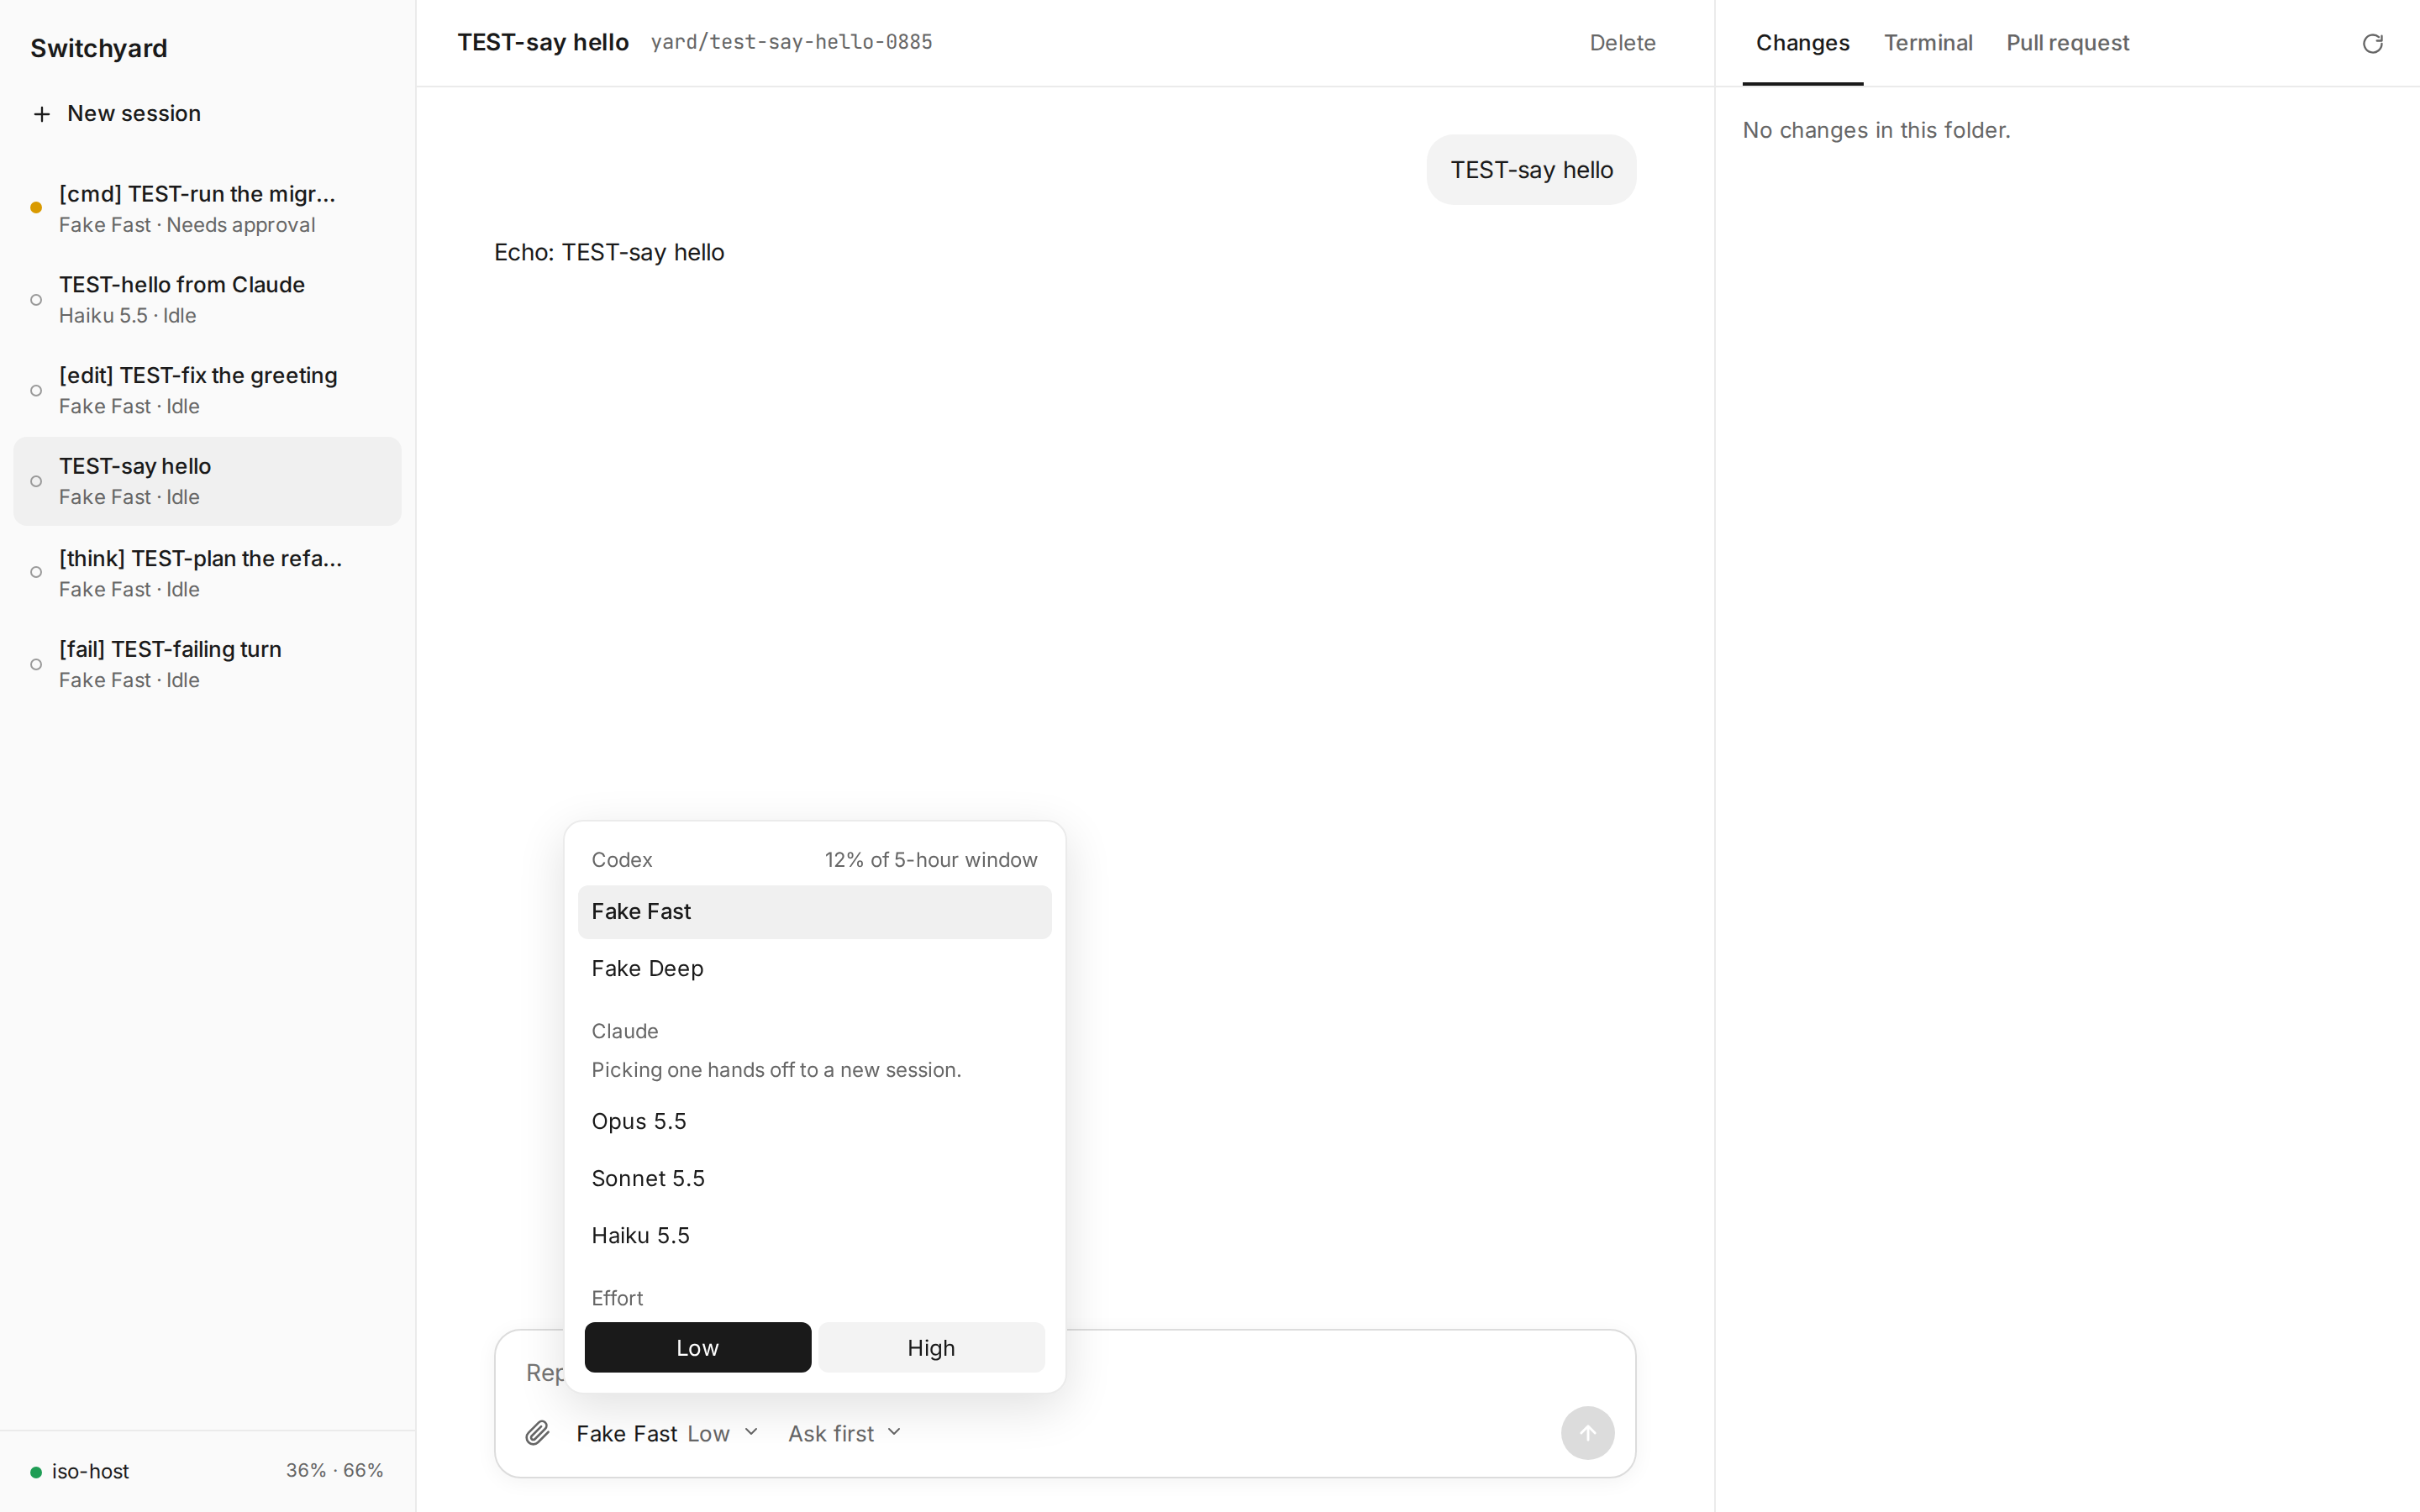 Switchyard
New session
[cmd] TEST-run the migr...
Fake Fast · Needs approval
TEST-hello from Claude
Haiku 5.5 · Idle
[edit] TEST-fix the greeting
Fake Fast · Idle
TEST-say hello
Fake Fast · Idle
[think] TEST-plan the refa...
Fake Fast · Idle
[fail] TEST-failing turn
Fake Fast · Idle
iso-host 36% · 66%
TEST-say hello yard/test-say-hello-0885 Delete
TEST-say hello
Echo: TEST-say hello
Codex 12% of 5-hour window
Fake Fast
Fake Deep
Claude
Picking one hands off to a new session.
Opus 5.5
Sonnet 5.5
Haiku 5.5
Effort
Low High
Rep
Fake Fast Low Ask first
Changes Terminal Pull request
No changes in this folder.